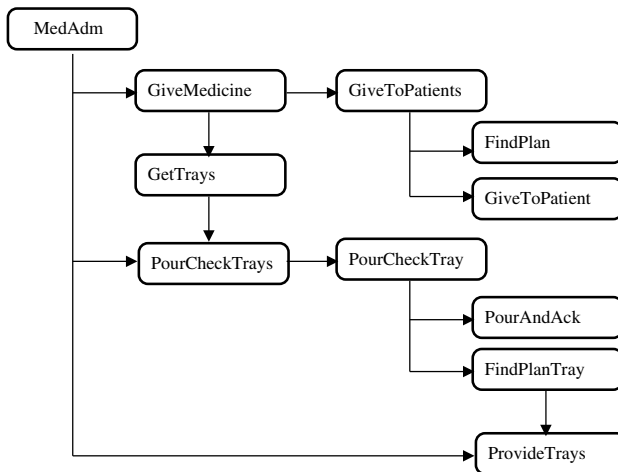 MedAdm
GiveMedicine
GiveToPatients
FindPlan
GetTrays
GiveToPatient
PourCheckTrays
PourCheckTray
PourAndAck
FindPlanTray
ProvideTrays